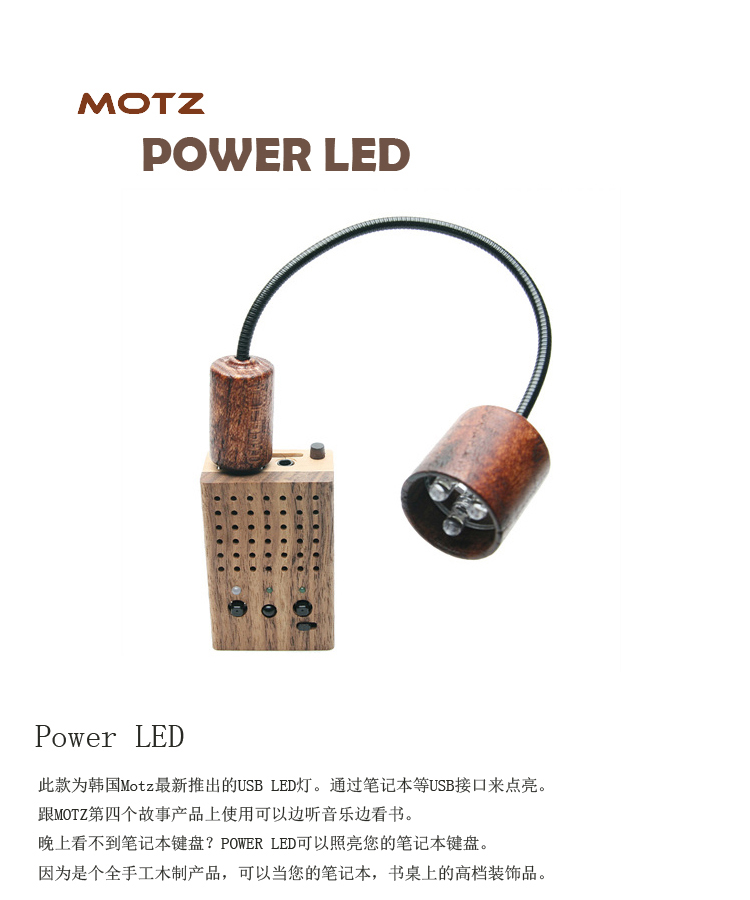 MOTZ
POWER LED
Power LED
此款为韩国Motz最新推出的USB LED灯。通过笔记本等USB接口来点亮。
跟MOTZ第四个故事产品上使用可以边听音乐边看书。
晚上看不到笔记本键盘？POWER LED可以照亮您的笔记本键盘。
因为是个全手工木制产品，可以当您的笔记本，书桌上的高档装饰品。